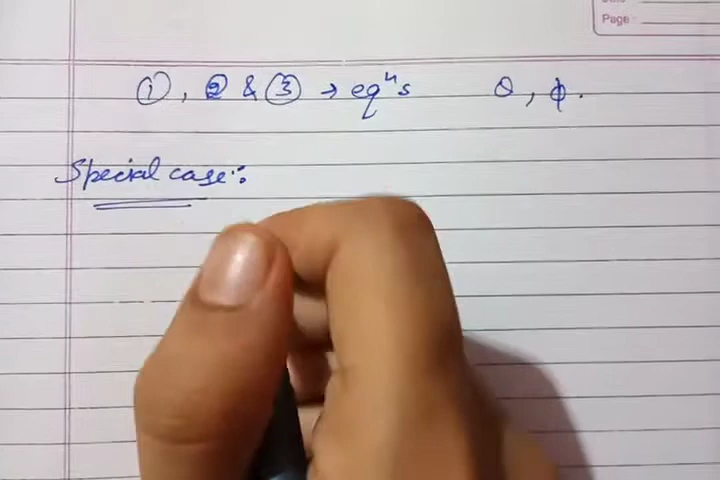 Page :
①, ② & ③ → eqⁿs θ, ϕ.
Special case :